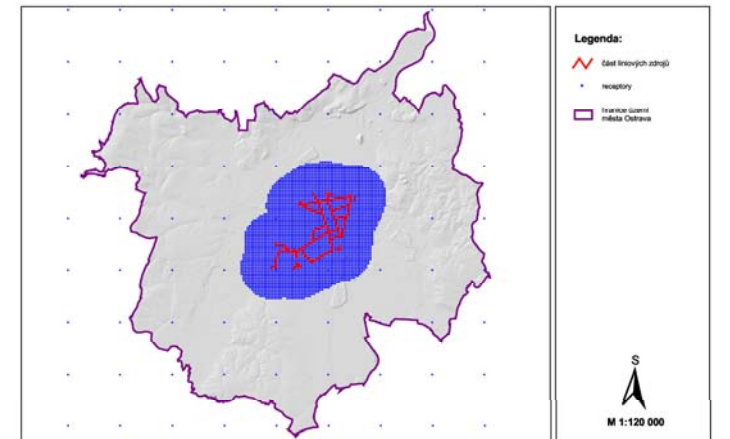 Legenda:
část liniových zdrojů
receptory
hranice území
města Ostrava
S
M 1:120 000